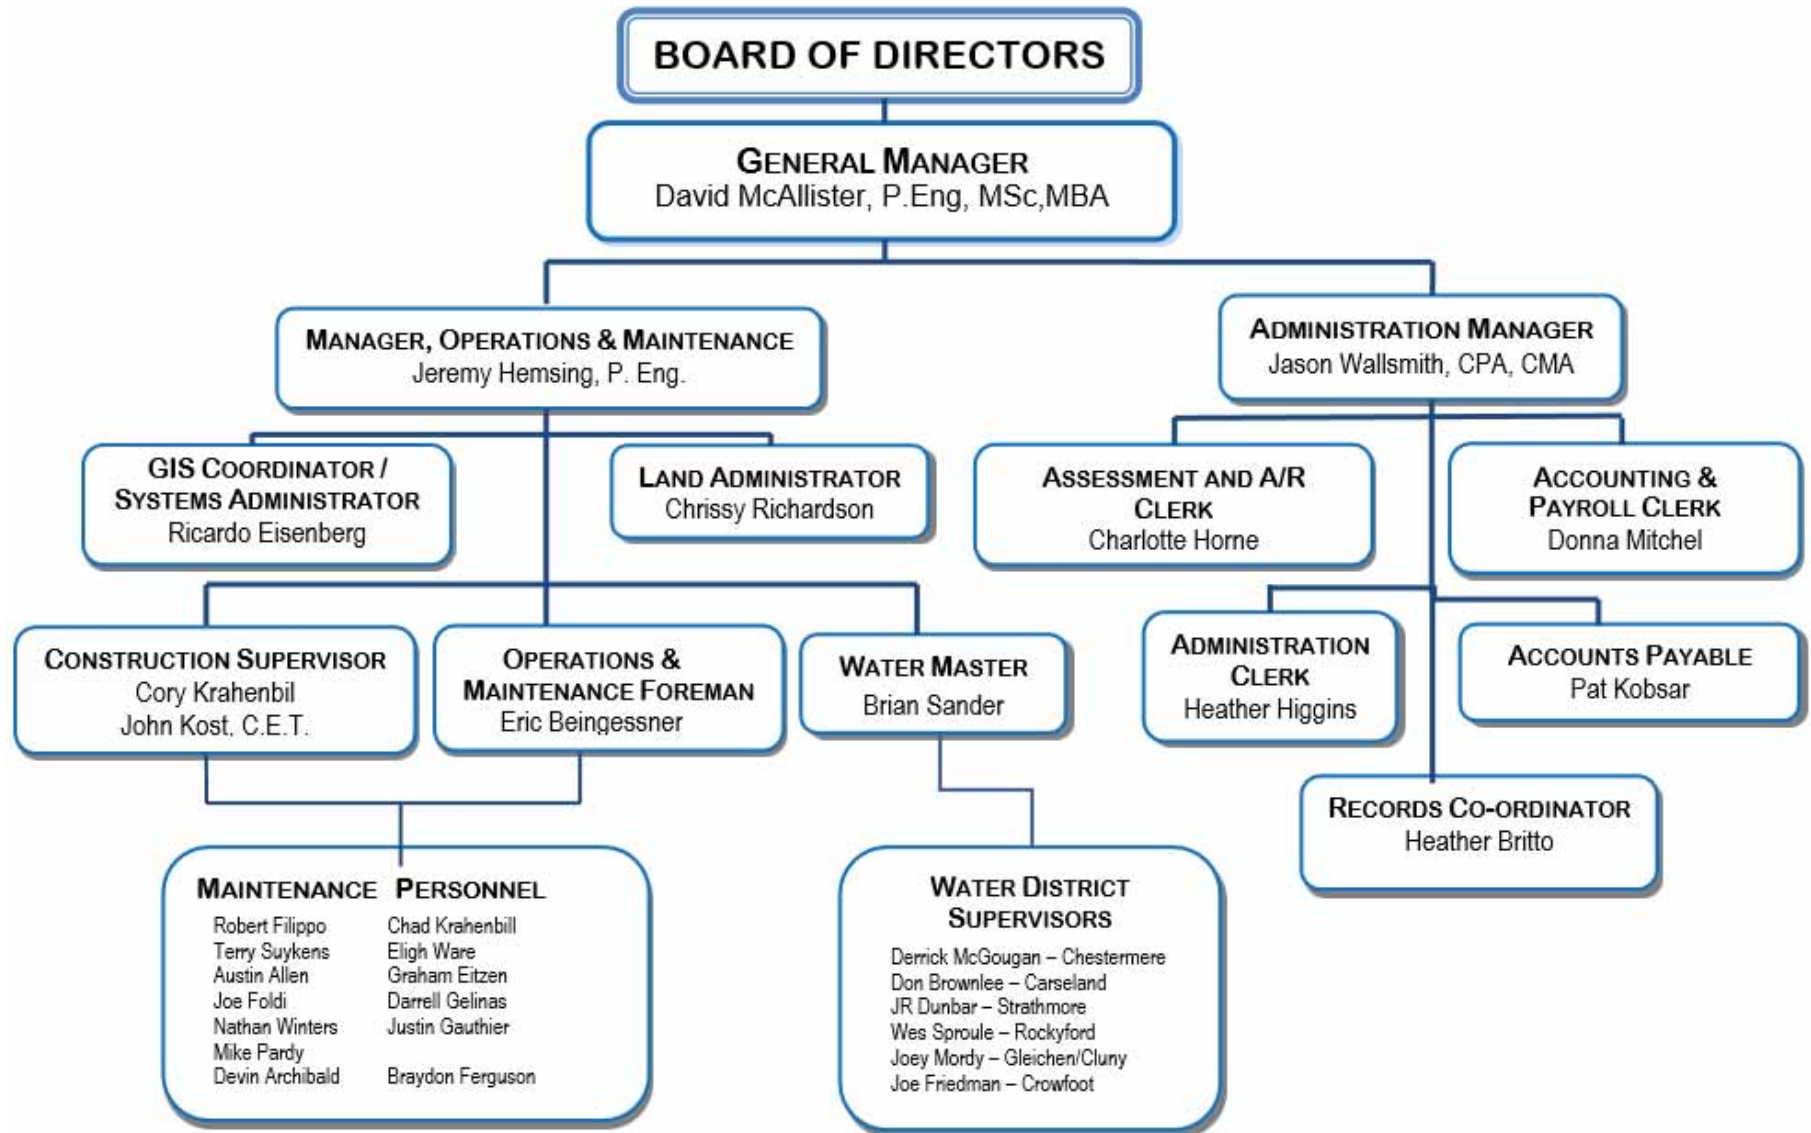 BOARD OF DIRECTORS
GENERAL MANAGER
David McAllister, P.Eng, MSc,MBA
MANAGER, OPERATIONS & MAINTENANCE
Jeremy Hemsing, P. Eng.
ADMINISTRATION MANAGER
Jason Wallsmith, CPA, CMA
GIS COORDINATOR /
SYSTEMS ADMINISTRATOR
Ricardo Eisenberg
LAND ADMINISTRATOR
Chrissy Richardson
ASSESSMENT AND A/R
CLERK
Charlotte Horne
ACCOUNTING &
PAYROLL CLERK
Donna Mitchel
CONSTRUCTION SUPERVISOR
Cory Krahenbil
John Kost, C.E.T.
OPERATIONS &
MAINTENANCE FOREMAN
Eric Beingessner
WATER MASTER
Brian Sander
ADMINISTRATION
CLERK
Heather Higgins
ACCOUNTS PAYABLE
Pat Kobsar
RECORDS CO-ORDINATOR
Heather Britto
MAINTENANCE PERSONNEL
Robert Filippo Chad Krahenbill
Terry Suykens Eligh Ware
Austin Allen Graham Eitzen
Joe Foldi Darrell Gelinas
Nathan Winters Justin Gauthier
Mike Pardy
Devin Archibald Braydon Ferguson
WATER DISTRICT
SUPERVISORS
Derrick McGougan – Chestermere
Don Brownlee – Carseland
JR Dunbar – Strathmore
Wes Sproule – Rockyford
Joey Mordy – Gleichen/Cluny
Joe Friedman – Crowfoot